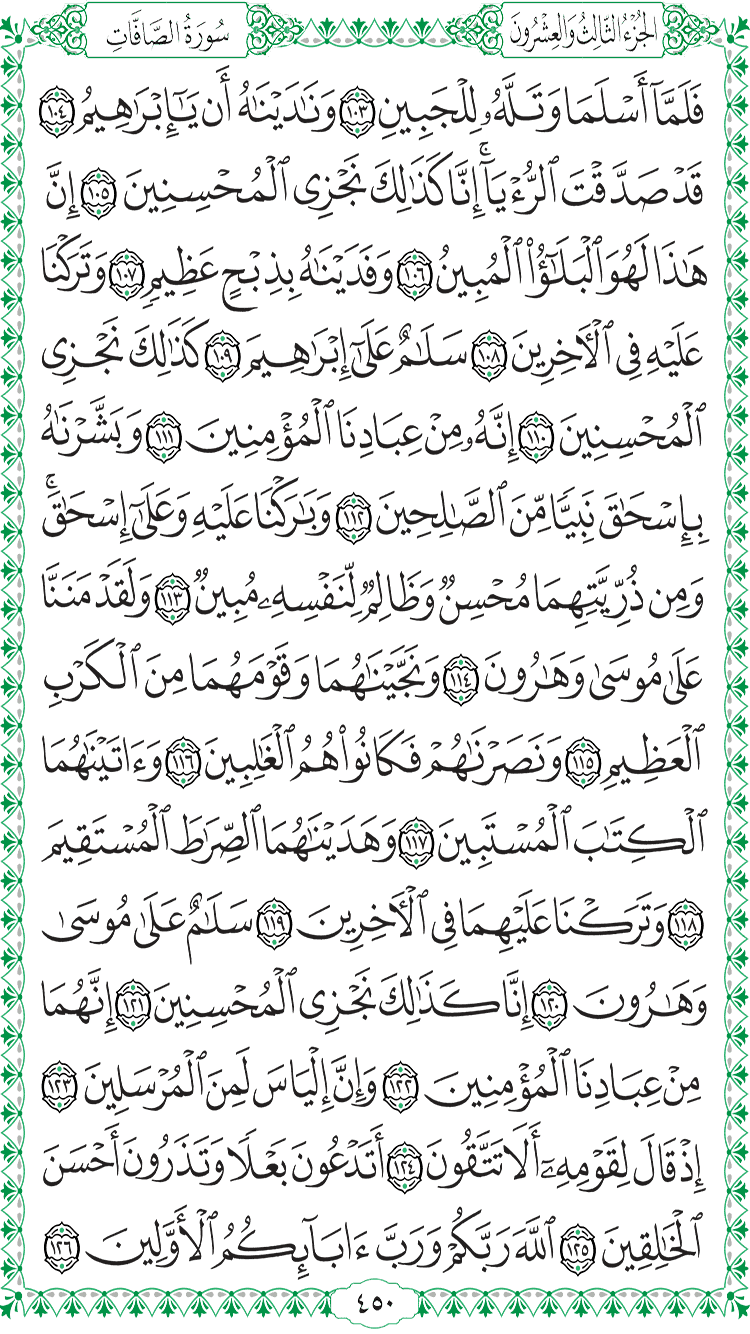 الجُزْءُ الثَّالِثُ وَالعِشْرُونَ
سُورَةُ الصَّافَّاتِ
فَلَمَّآ أَسْلَمَا وَتَلَّهُۥ لِلْجَبِينِ ١٠٣ وَنَٰدَيْنَٰهُ أَن يَٰٓإِبْرَٰهِيمُ ١٠٤
قَدْ صَدَّقْتَ ٱلرُّءْيَآۚ إِنَّا كَذَٰلِكَ نَجْزِى ٱلْمُحْسِنِينَ ١٠٥ إِنَّ
هَٰذَا لَهُوَ ٱلْبَلَٰٓؤُا۟ ٱلْمُبِينُ ١٠٦ وَفَدَيْنَٰهُ بِذِبْحٍ عَظِيمٍ ١٠٧ وَتَرَكْنَا
عَلَيْهِ فِى ٱلْأَخِرِينَ ١٠٨ سَلَٰمٌ عَلَىٰٓ إِبْرَٰهِيمَ ١٠٩ كَذَٰلِكَ نَجْزِى
ٱلْمُحْسِنِينَ ١١٠ إِنَّهُۥ مِنْ عِبَادِنَا ٱلْمُؤْمِنِينَ ١١١ وَبَشَّرْنَٰهُ
بِإِسْحَٰقَ نَبِيًّا مِّنَ ٱلصَّٰلِحِينَ ١١٢ وَبَٰرَكْنَا عَلَيْهِ وَعَلَىٰٓ إِسْحَٰقَۚ
وَمِن ذُرِّيَّتِهِمَا مُحْسِنٌ وَظَالِمٌ لِّنَفْسِهِۦ مُبِينٌ ١١٣ وَلَقَدْ مَنَنَّا
عَلَىٰ مُوسَىٰ وَهَٰرُونَ ١١٤ وَنَجَّيْنَٰهُمَا وَقَوْمَهُمَا مِنَ ٱلْكَرْبِ
ٱلْعَظِيمِ ١١٥ وَنَصَرْنَٰهُمْ فَكَانُوا۟ هُمُ ٱلْغَٰلِبِينَ ١١٦ وَءَاتَيْنَٰهُمَا
ٱلْكِتَٰبَ ٱلْمُسْتَبِينَ ١١٧ وَهَدَيْنَٰهُمَا ٱلصِّرَٰطَ ٱلْمُسْتَقِيمَ
١١٨ وَتَرَكْنَا عَلَيْهِمَا فِى ٱلْأَخِرِينَ ١١٩ سَلَٰمٌ عَلَىٰ مُوسَىٰ
وَهَٰرُونَ ١٢٠ إِنَّا كَذَٰلِكَ نَجْزِى ٱلْمُحْسِنِينَ ١٢١ إِنَّهُمَا
مِنْ عِبَادِنَا ٱلْمُؤْمِنِينَ ١٢٢ وَإِنَّ إِلْيَاسَ لَمِنَ ٱلْمُرْسَلِينَ ١٢٣
إِذْ قَالَ لِقَوْمِهِۦٓ أَلَا تَتَّقُونَ ١٢٤ أَتَدْعُونَ بَعْلًا وَتَذَرُونَ أَحْسَنَ
ٱلْخَٰلِقِينَ ١٢٥ ٱللَّهَ رَبَّكُمْ وَرَبَّ ءَابَآئِكُمُ ٱلْأَوَّلِينَ ١٢٦
٤٥٠